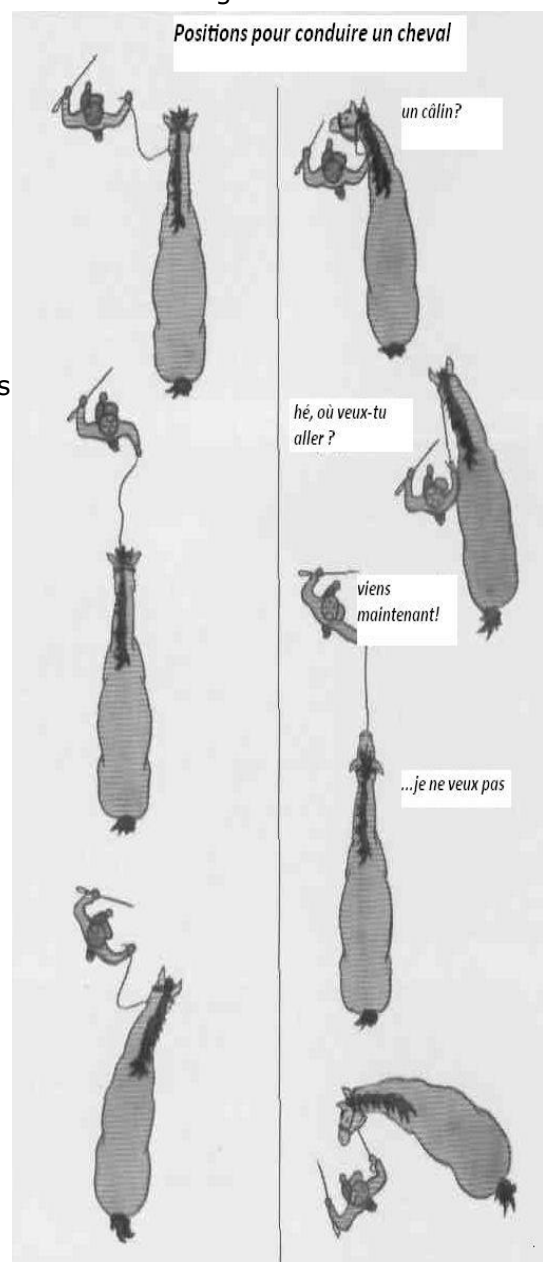 Positions pour conduire un cheval
un câlin?
hé, où veux-tu
aller ?
viens
maintenant!
...je ne veux pas
s